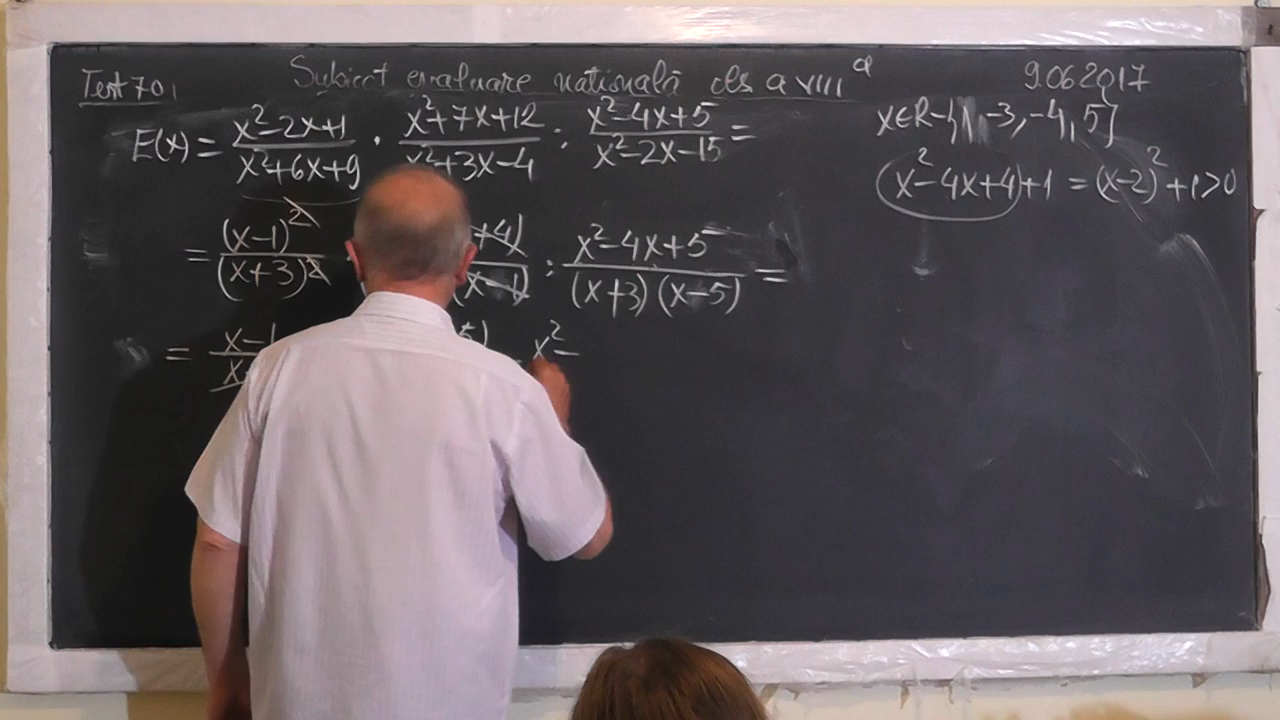 Test 70,
Subiect evaluare națională cls a VIII a
9.06.2017
E(x) = (x²-2x+1)/(x²+6x+9) · (x²+7x+12)/(x²+3x-4) : (x²-4x+5)/(x²-2x-15) =
x∈R-{1,-3,-4,5}
x²-4x+4+1 = (x-2)²+1>0
= (x-1)²/(x+3)² +4)/(x-1) : (x²-4x+5)/((x+3)(x-5)) =
= x-1 5) x²-